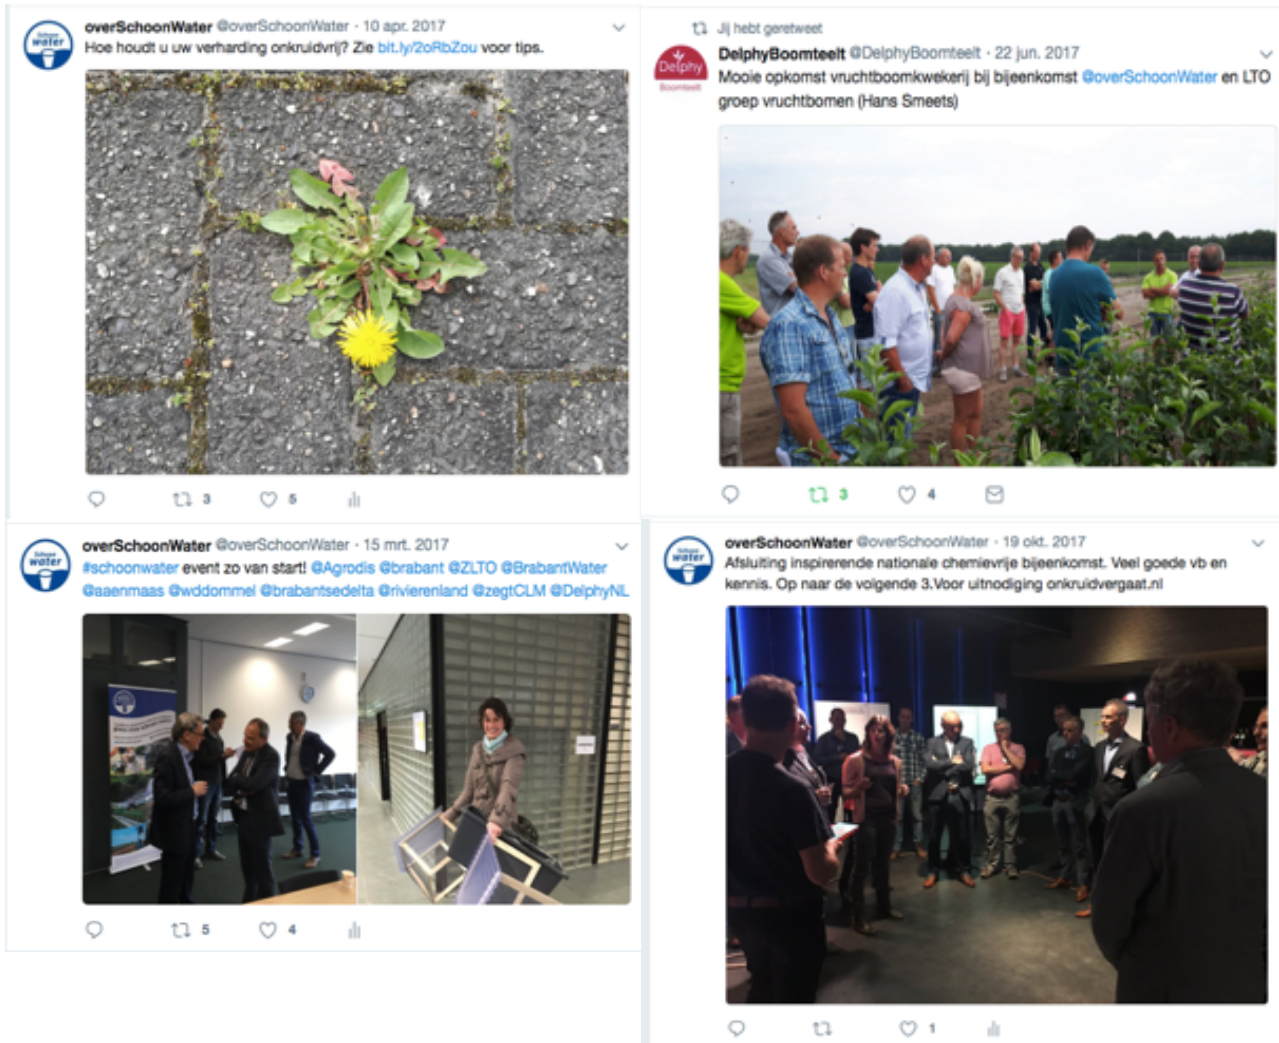 overSchoonWater @overSchoonWater · 10 apr. 2017
Hoe houdt u uw verharding onkruidvrij? Zie bit.ly/2oRbZou voor tips.
3 5
Jij hebt geretweet
DelphyBoomteelt @DelphyBoomteelt · 22 jun. 2017
Mooie opkomst vruchtboomkwekerij bij bijeenkomst @overSchoonWater en LTO
groep vruchtbomen (Hans Smeets)
Delphy
Boomteelt
3 4
overSchoonWater @overSchoonWater · 15 mrt. 2017
#schoonwater event zo van start! @Agrodis @brabant @ZLTO @BrabantWater
@aaenmaas @wddommel @brabantsedelta @rivierenland @zegtCLM @DelphyNL
Schoon
water
5 4
overSchoonWater @overSchoonWater · 19 okt. 2017
Afsluiting inspirerende nationale chemievrije bijeenkomst. Veel goede vb en
kennis. Op naar de volgende 3.Voor uitnodiging onkruidvergaat.nl
1